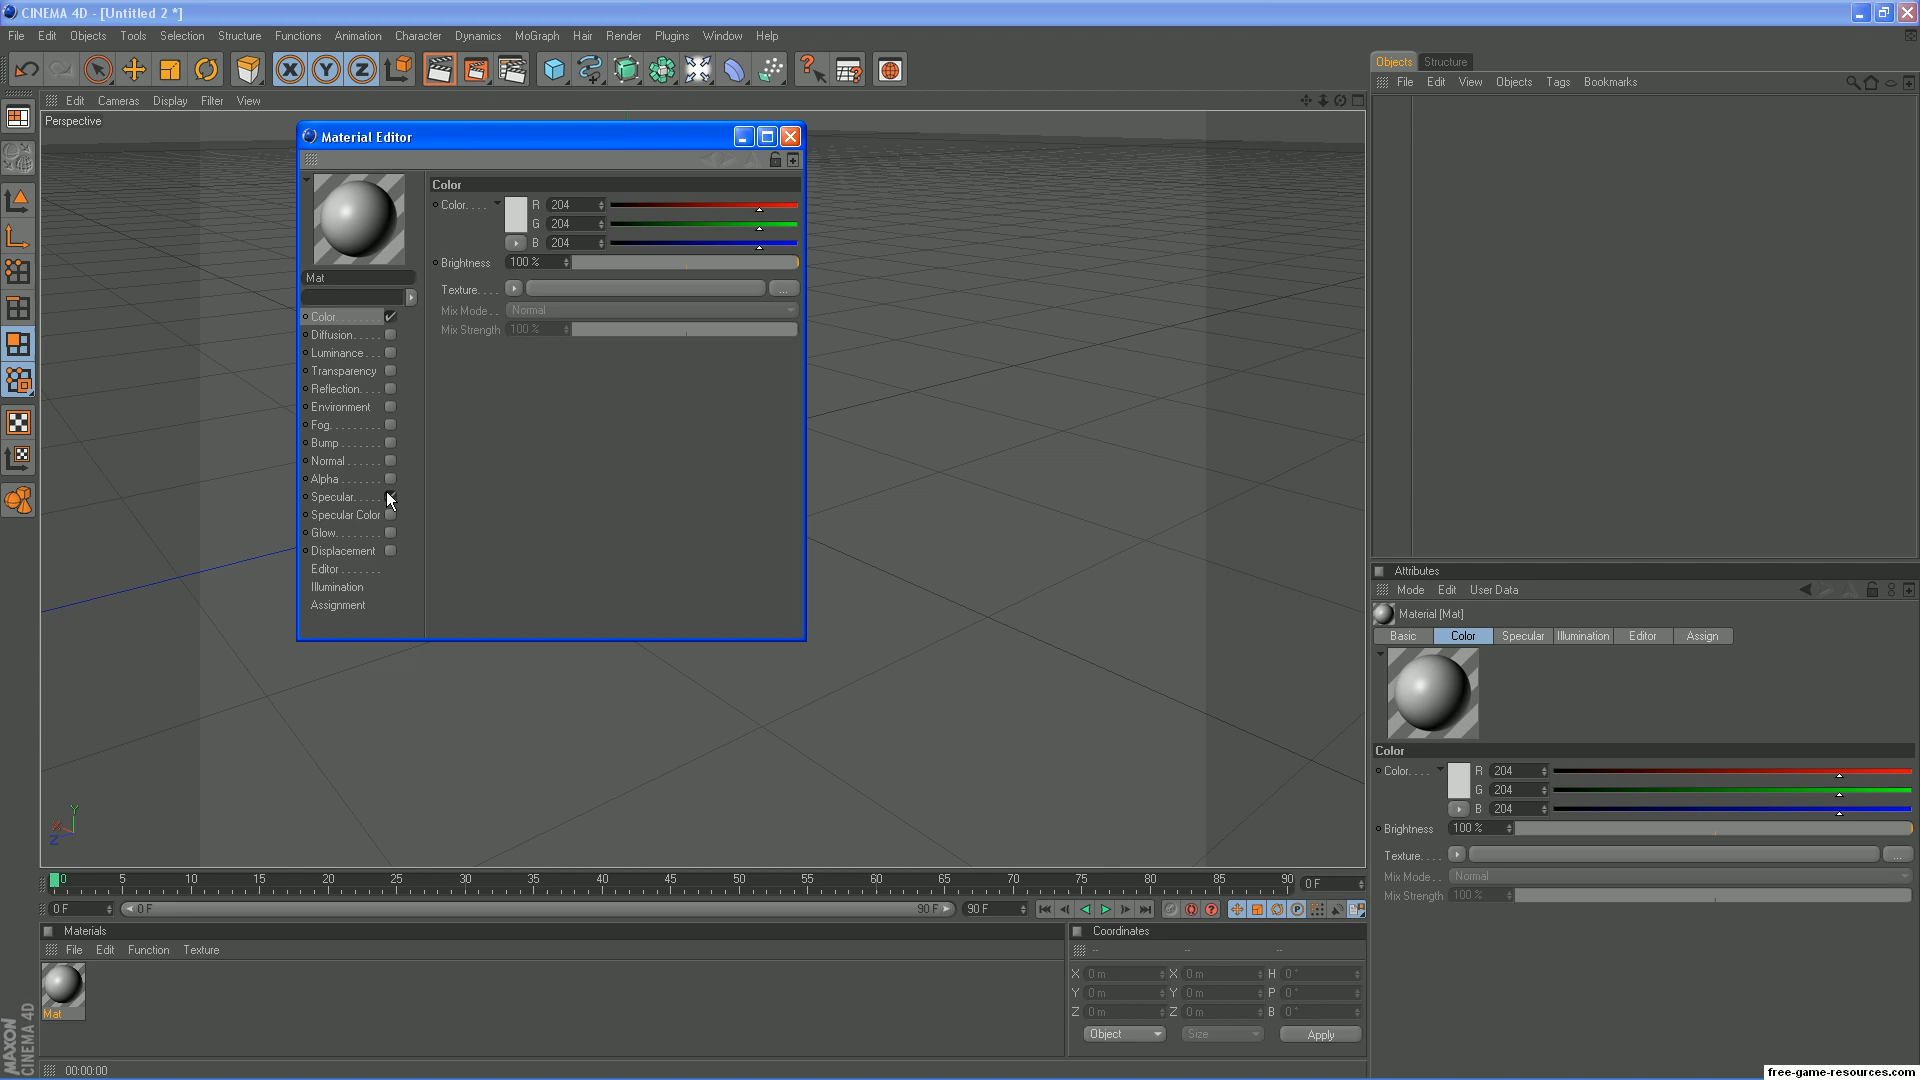 CINEMA 4D - [Untitled 2 *]
File Edit Objects Tools Selection Structure Functions Animation Character Dynamics MoGraph Hair Render Plugins Window Help
X Y Z
Objects Structure
File Edit View Objects Tags Bookmarks
Edit Cameras Display Filter View
Perspective
Material Editor
Color
Color. . . . R 204
G 204
B 204
Brightness 100 %
Texture. . . . ...
Mix Mode . . Normal
Mix Strength 100 %
Mat
Color. . . . . . . .
Diffusion. . . . .
Luminance . . .
Transparency
Reflection. . . .
Environment
Fog. . . . . . . . .
Bump . . . . . . .
Normal . . . . . .
Alpha . . . . . . .
Specular. . . . .
Specular Color
Glow. . . . . . . .
Displacement
Editor . . . . . . .
Illumination
Assignment
Y
X
Z
Attributes
Mode Edit User Data
Material [Mat]
Basic Color Specular Illumination Editor Assign
Color
Color. . . . R 204
G 204
B 204
Brightness 100 %
Texture. . . . ...
Mix Mode . . Normal
Mix Strength 100 %
0 5 10 15 20 25 30 35 40 45 50 55 60 65 70 75 80 85 90 0 F
0 F 0 F 90 F 90 F
Materials
File Edit Function Texture
Mat
Coordinates
-- -- --
X 0 m X 0 m H 0 °
Y 0 m Y 0 m P 0 °
Z 0 m Z 0 m B 0 °
Object Size Apply
MAXON
CINEMA 4D
00:00:00
free-game-resources.com